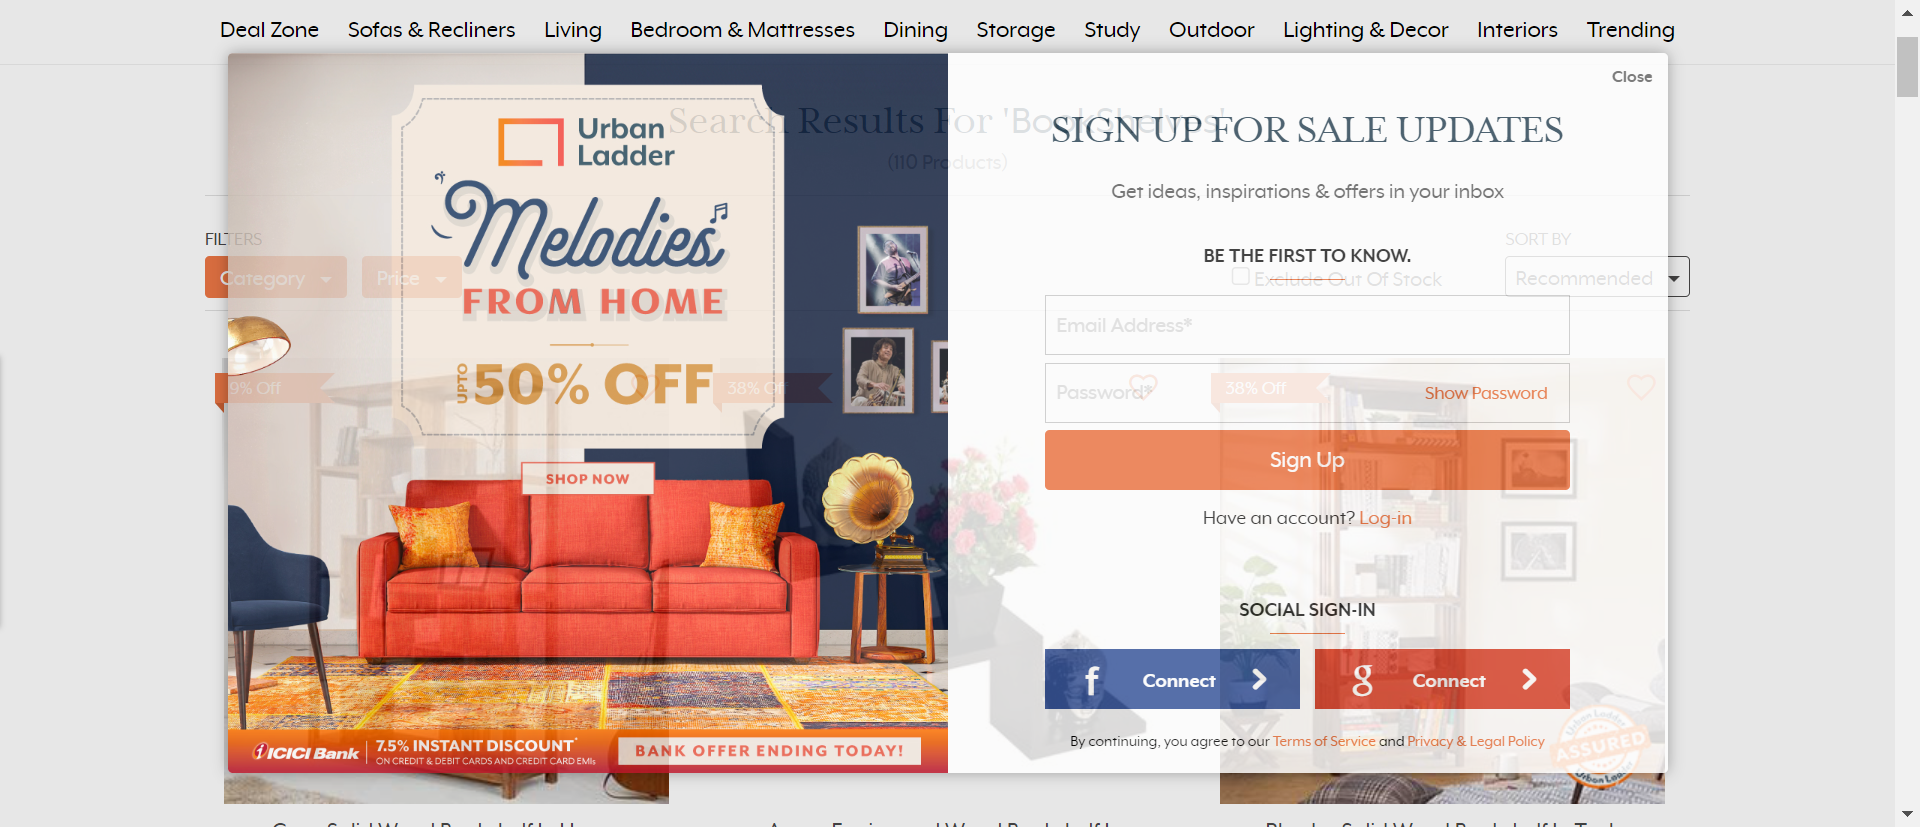 Deal Zone Sofas & Recliners Living Bedroom & Mattresses Dining Storage Study Outdoor Lighting & Decor Interiors Trending
Close
Search Results For 'BookShelves'
(110 Products)
FILTERS
Category
Price
Exclude Out Of Stock
SORT BY
Recommended
9% Off
38% Off
38% Off
Urban
Ladder
Melodies
FROM HOME
UPTO
50% OFF
SHOP NOW
ICICI Bank
7.5% INSTANT DISCOUNT*
ON CREDIT & DEBIT CARDS AND CREDIT CARD EMIs
BANK OFFER ENDING TODAY!
SIGN UP FOR SALE UPDATES
Get ideas, inspirations & offers in your inbox
BE THE FIRST TO KNOW.
Email Address*
Password*
Show Password
Sign Up
Have an account? Log-in
SOCIAL SIGN-IN
f Connect
g Connect
By continuing, you agree to our Terms of Service and Privacy & Legal Policy
Urban Ladder
ASSURED
Urban Ladder